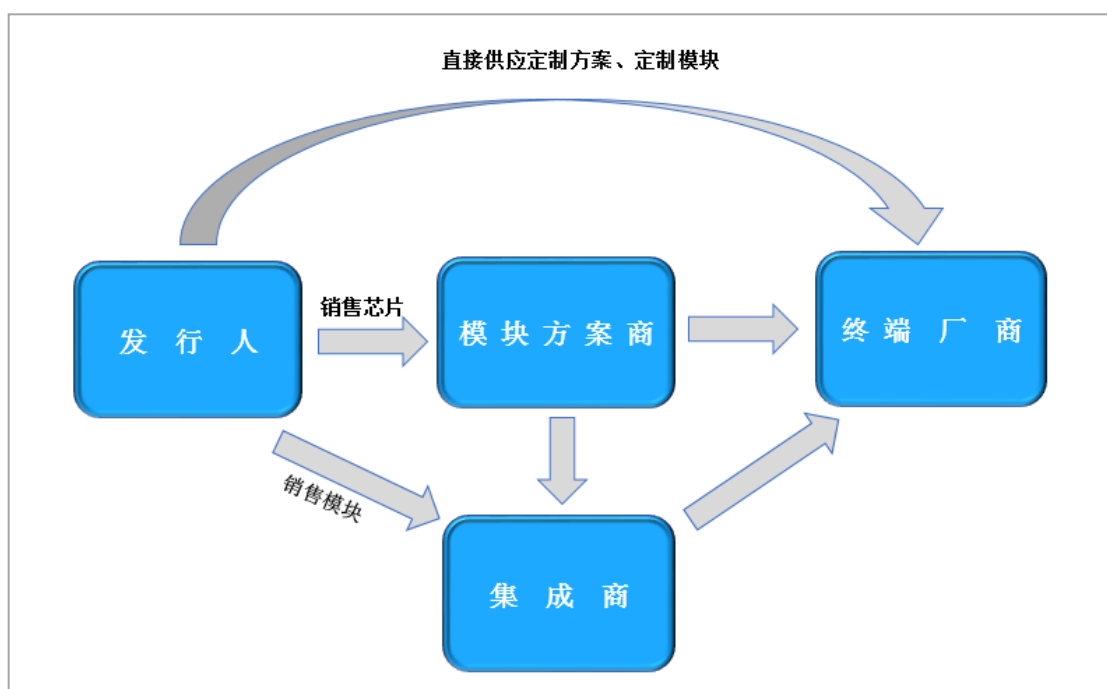 直接供应定制方案、定制模块
发行人
销售芯片
模块方案商
终端厂商
销售模块
集成商